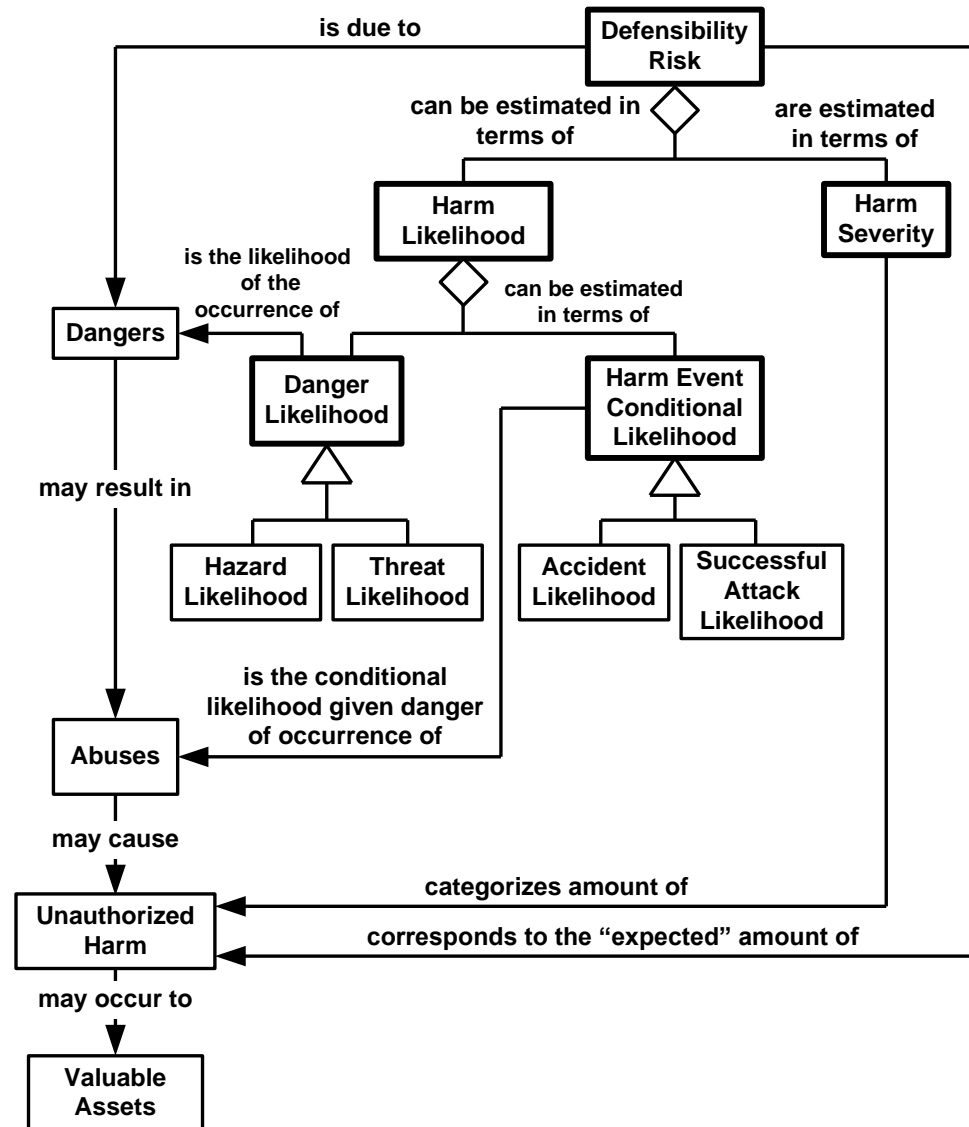 is due to
Defensibility
Risk
can be estimated in
terms of
are estimated
in terms of
Harm
Likelihood
Harm
Severity
is the likelihood
of the
occurrence of
can be estimated
in terms of
Dangers
Danger
Likelihood
Harm Event
Conditional
Likelihood
may result in
Hazard
Likelihood
Threat
Likelihood
Accident
Likelihood
Successful
Attack
Likelihood
is the conditional
likelihood given danger
of occurrence of
Abuses
may cause
categorizes amount of
Unauthorized
Harm
corresponds to the “expected” amount of
may occur to
Valuable
Assets